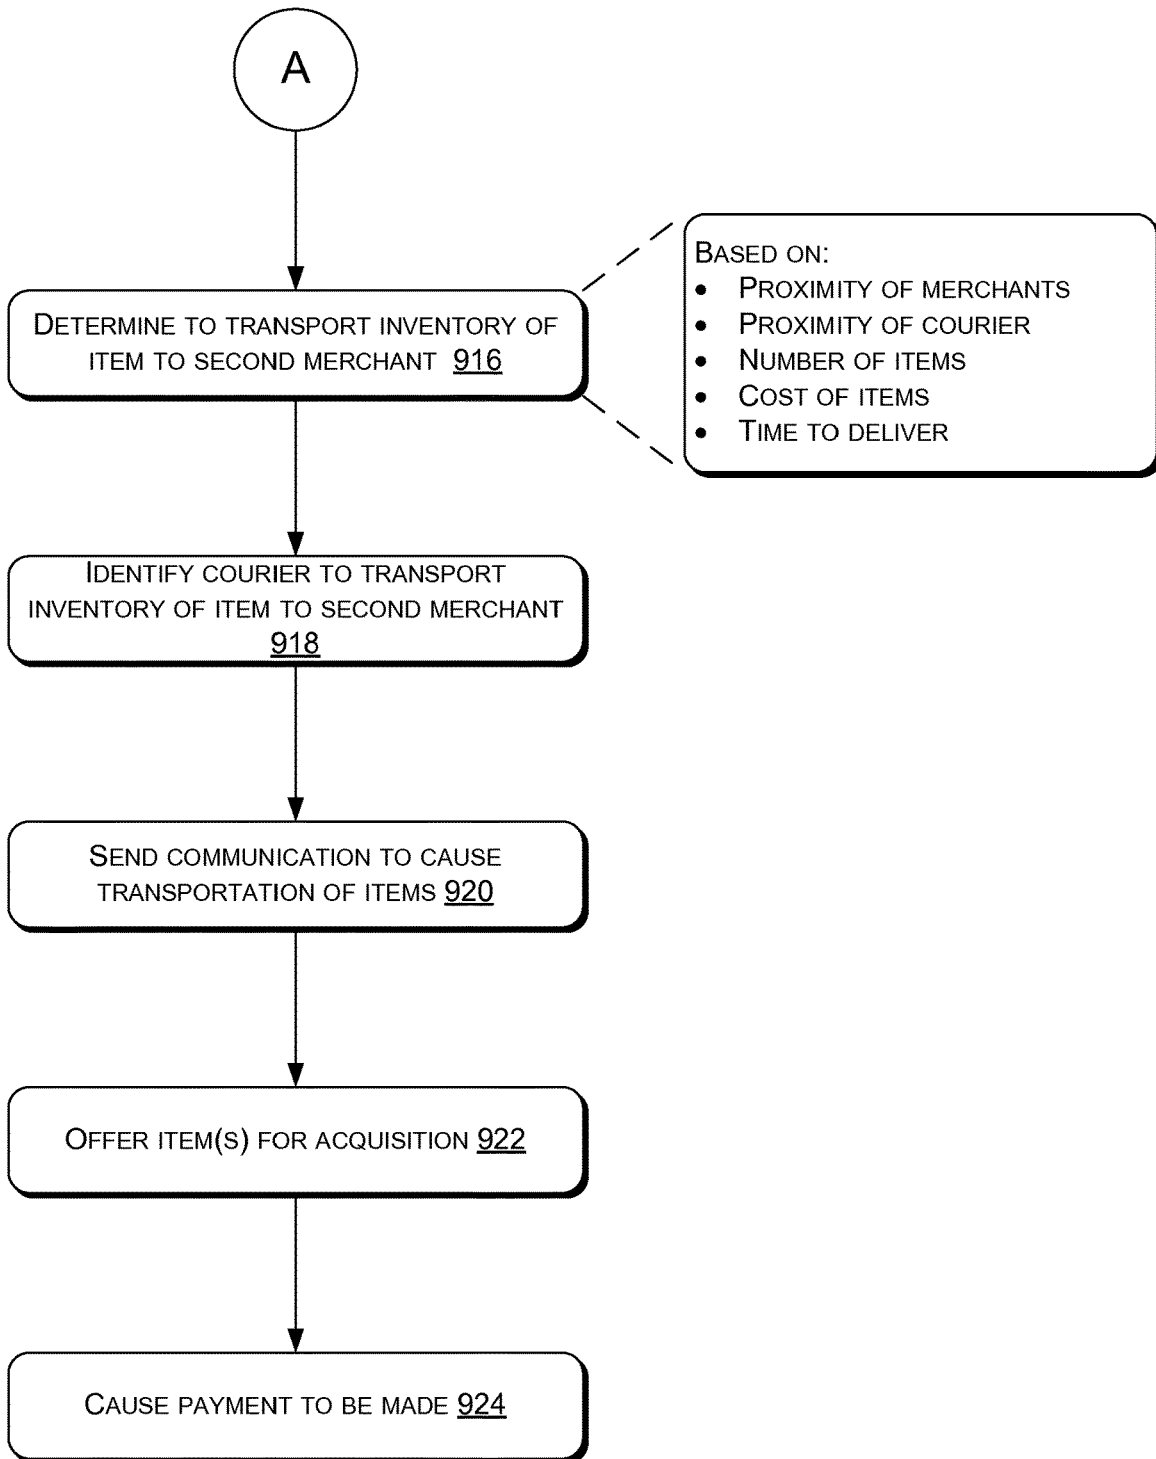 A
DETERMINE TO TRANSPORT INVENTORY OF
ITEM TO SECOND MERCHANT 916
BASED ON:
• PROXIMITY OF MERCHANTS
• PROXIMITY OF COURIER
• NUMBER OF ITEMS
• COST OF ITEMS
• TIME TO DELIVER
IDENTIFY COURIER TO TRANSPORT
INVENTORY OF ITEM TO SECOND MERCHANT
918
SEND COMMUNICATION TO CAUSE
TRANSPORTATION OF ITEMS 920
OFFER ITEM(S) FOR ACQUISITION 922
CAUSE PAYMENT TO BE MADE 924